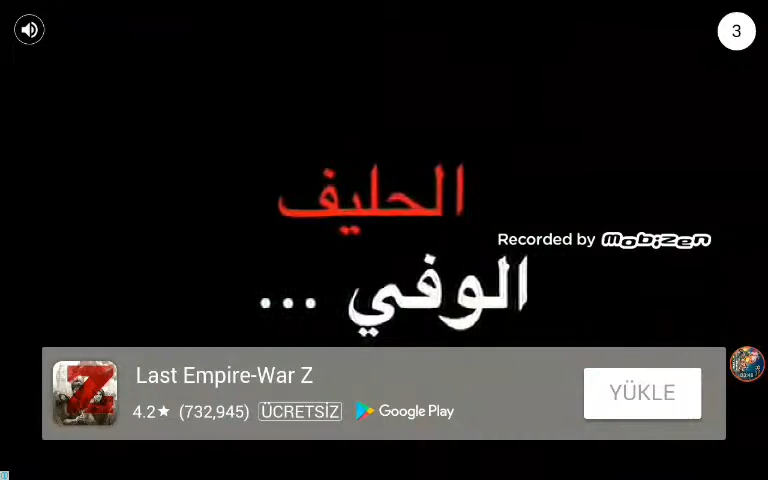 3
الحليف
Recorded by mobizen
الوفي ...
Last Empire-War Z
4.2★ (732,945) ÜCRETSİZ Google Play
YÜKLE